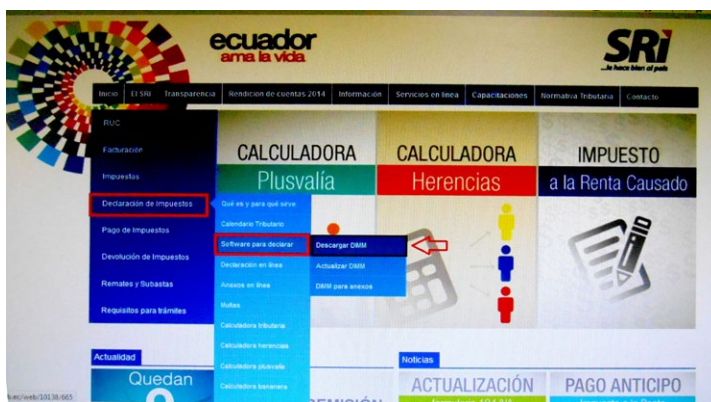 ecuador
ama la vida
SRi
...le hace bien al país
Inicio El SRI Transparencia Rendición de cuentas 2014 Información Servicios en línea Capacitaciones Normativa Tributaria Contacto
RUC
Facturación
Impuestos
Declaración de Impuestos
Pago de Impuestos
Devolución de Impuestos
Remates y Subastas
Requisitos para trámites
Qué es y para qué sirve
Calendario Tributario
Software para declarar
Declaración en línea
Anexos en línea
Multas
Calculadora tributaria
Calculadora herencias
Calculadora plusvalía
Calculadora bananera
Descargar DIMM
Actualizar DIMM
DIMM para anexos
CALCULADORA
Plusvalía
CALCULADORA
Herencias
IMPUESTO
a la Renta Causado
Actualidad
Quedan
Noticias
ACTUALIZACIÓN
PAGO ANTICIPO